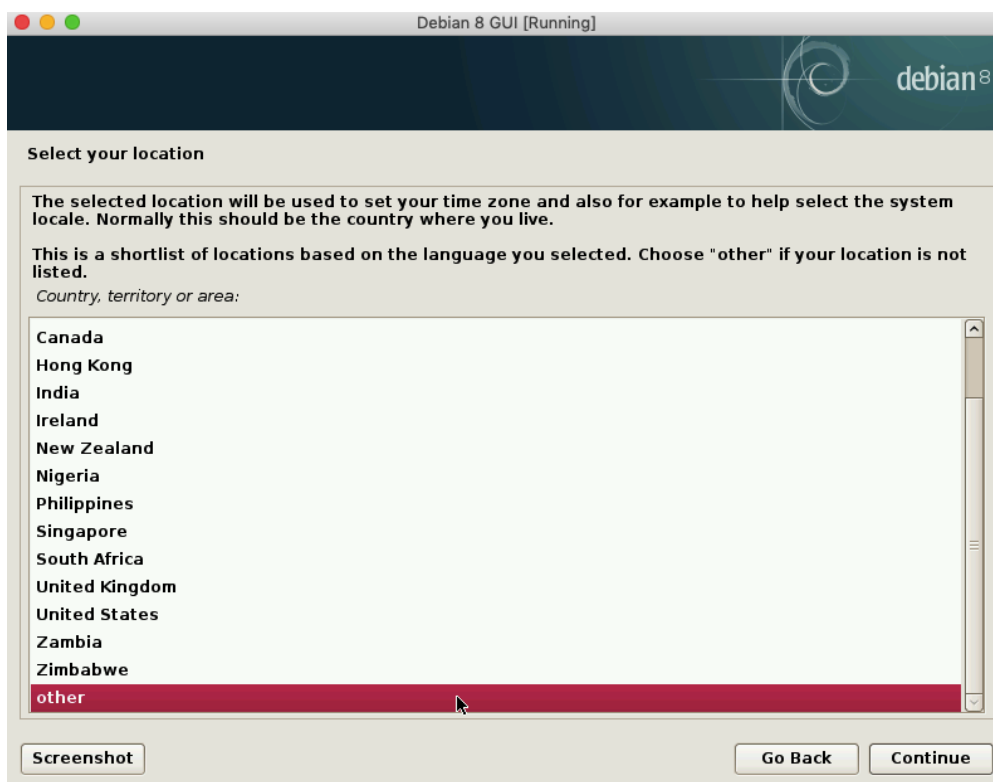 Debian 8 GUI [Running]
debian 8
Select your location
The selected location will be used to set your time zone and also for example to help select the system
locale. Normally this should be the country where you live.
This is a shortlist of locations based on the language you selected. Choose "other" if your location is not
listed.
Country, territory or area:
Canada
Hong Kong
India
Ireland
New Zealand
Nigeria
Philippines
Singapore
South Africa
United Kingdom
United States
Zambia
Zimbabwe
other
Screenshot
Go Back
Continue